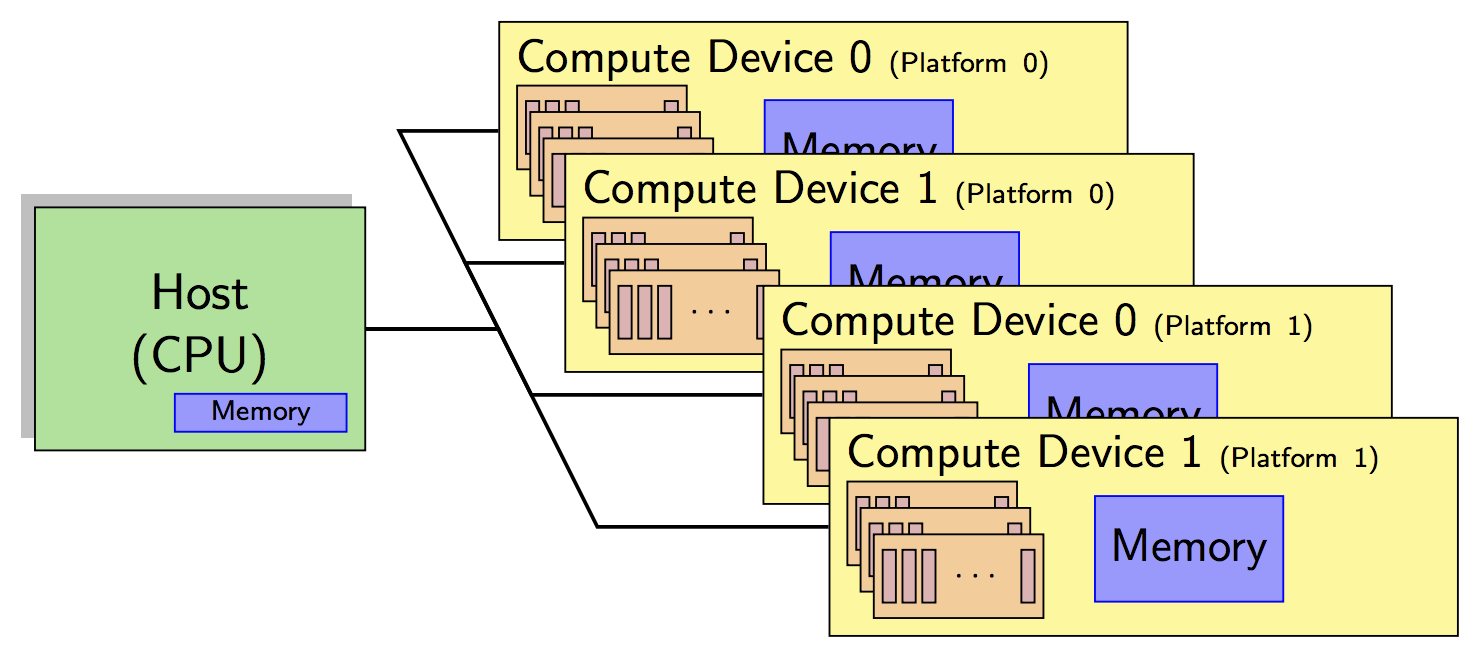 Compute Device 0 (Platform 0)
Memory
Compute Device 1 (Platform 0)
Memory
Host
(CPU)
Memory
· · ·
Compute Device 0 (Platform 1)
Memory
Compute Device 1 (Platform 1)
Memory
· · ·